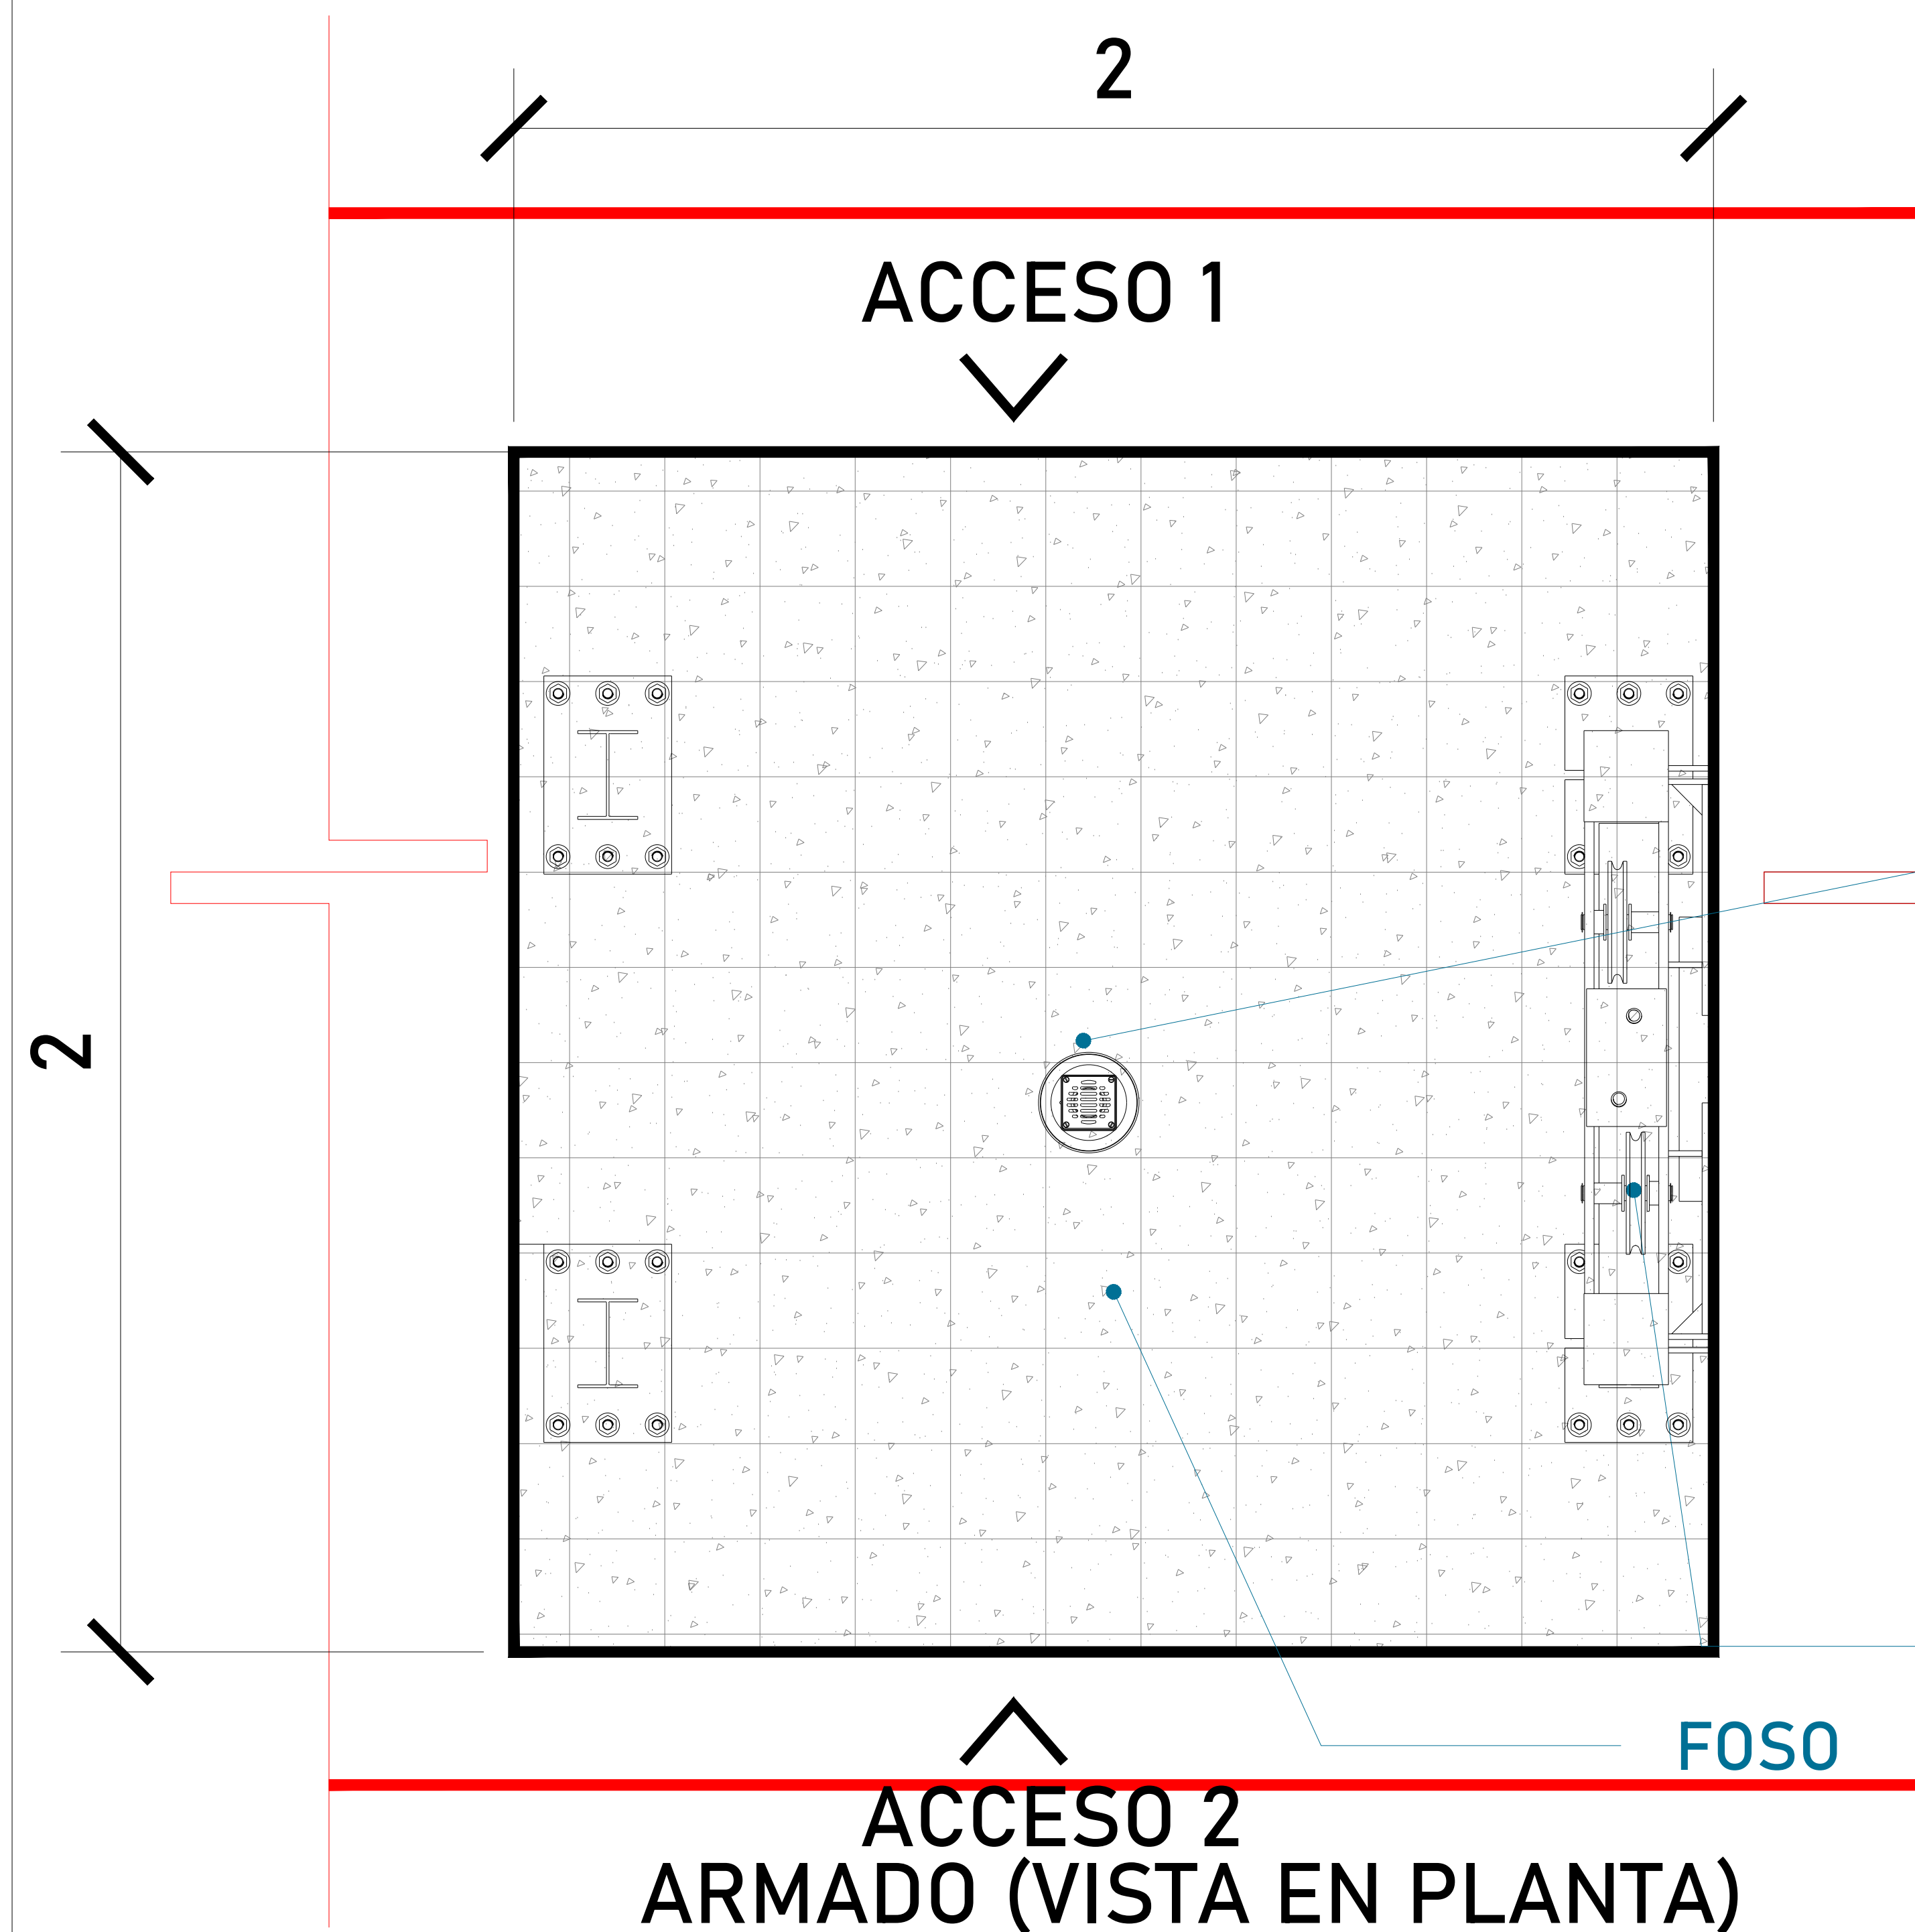 2
ACCESO 1
2
FOSO
ACCESO 2
ARMADO (VISTA EN PLANTA)